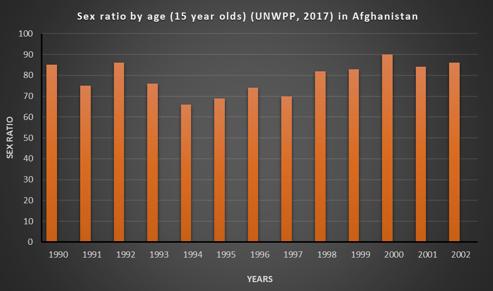 Sex ratio by age (15 year olds) (UNWPP, 2017) in Afghanistan
100
90
80
70
60
50
40
30
20
10
0
SEX RATIO
1990 1991 1992 1993 1994 1995 1996 1997 1998 1999 2000 2001 2002
YEARS